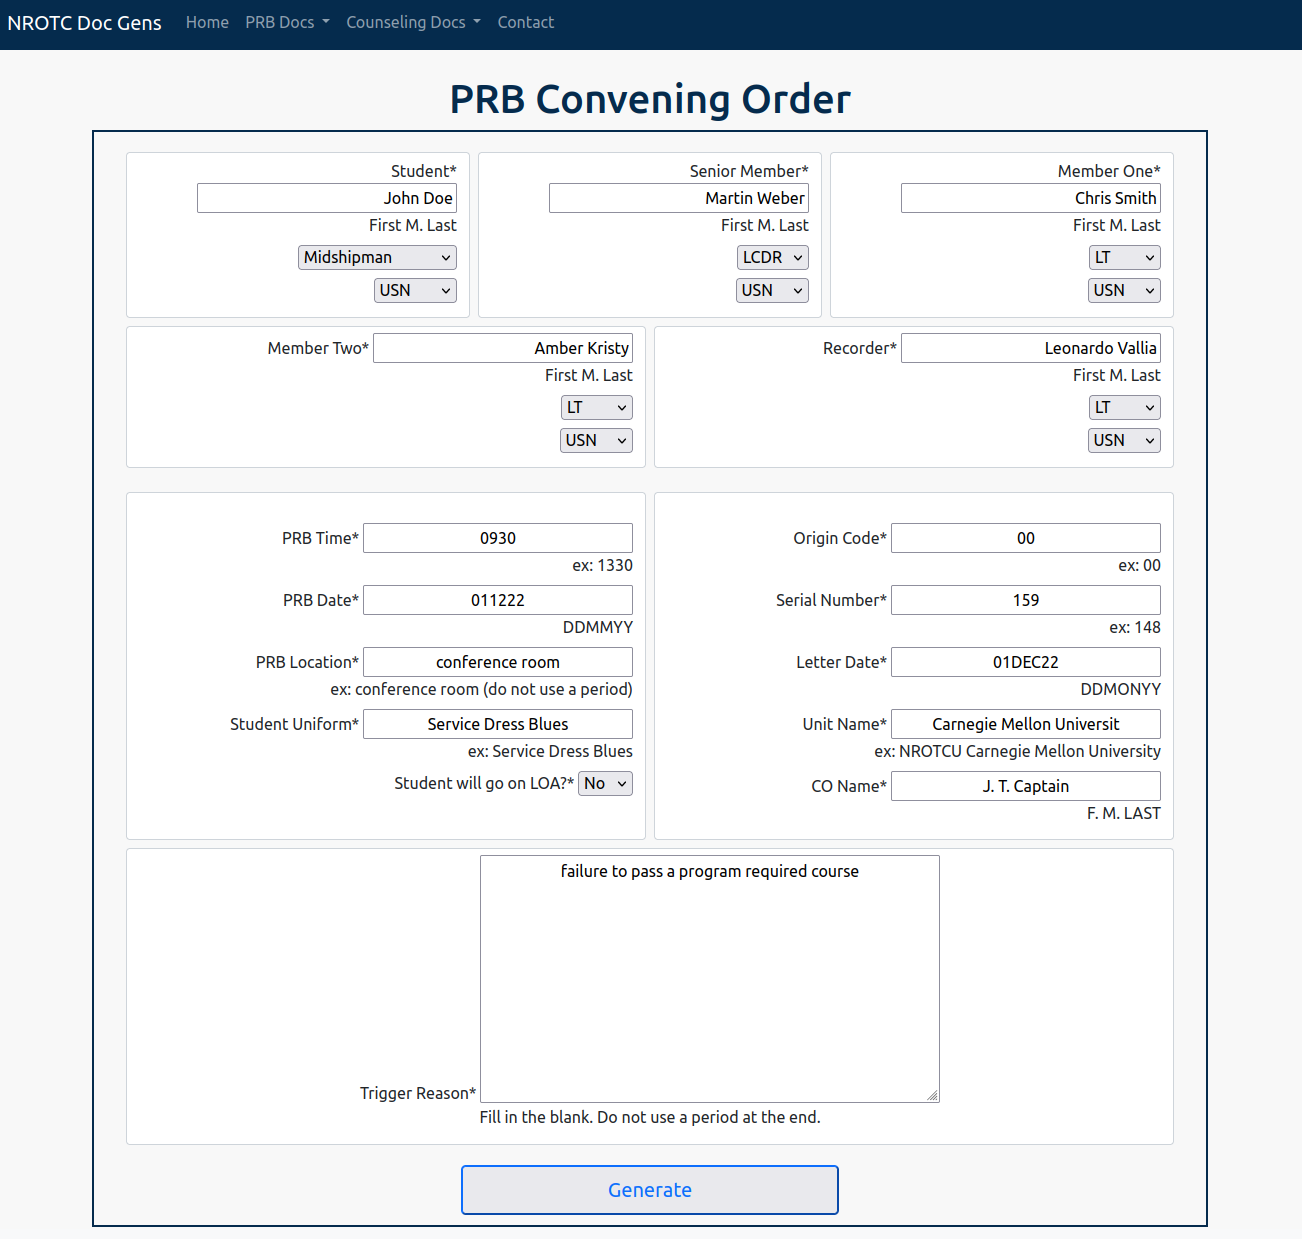 NROTC Doc Gens Home PRB Docs Counseling Docs Contact
PRB Convening Order
Student*
John Doe
First M. Last
Midshipman
USN
Senior Member*
Martin Weber
First M. Last
LCDR
USN
Member One*
Chris Smith
First M. Last
LT
USN
Member Two* Amber Kristy
First M. Last
LT
USN
Recorder* Leonardo Vallia
First M. Last
LT
USN
PRB Time* 0930
ex: 1330
PRB Date* 011222
DDMMYY
PRB Location* conference room
ex: conference room (do not use a period)
Student Uniform* Service Dress Blues
ex: Service Dress Blues
Student will go on LOA?* No
Origin Code* 00
ex: 00
Serial Number* 159
ex: 148
Letter Date* 01DEC22
DDMONYY
Unit Name* Carnegie Mellon Universit
ex: NROTCU Carnegie Mellon University
CO Name* J. T. Captain
F. M. LAST
failure to pass a program required course
Trigger Reason*
Fill in the blank. Do not use a period at the end.
Generate